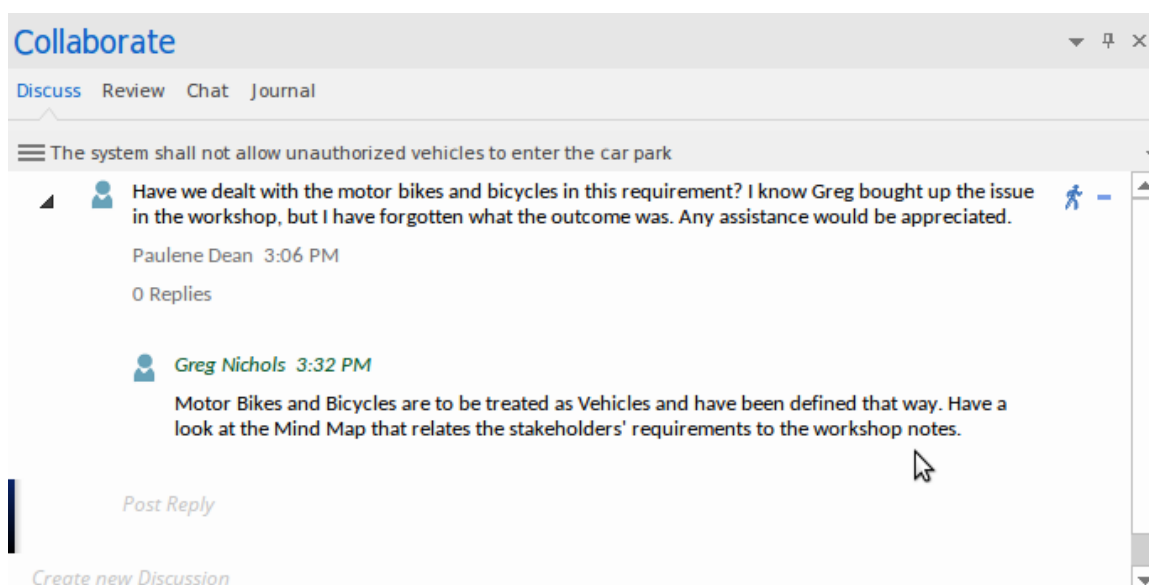 Collaborate
Discuss Review Chat Journal
The system shall not allow unauthorized vehicles to enter the car park
Have we dealt with the motor bikes and bicycles in this requirement? I know Greg bought up the issue
in the workshop, but I have forgotten what the outcome was. Any assistance would be appreciated.
Paulene Dean 3:06 PM
0 Replies
Greg Nichols 3:32 PM
Motor Bikes and Bicycles are to be treated as Vehicles and have been defined that way. Have a
look at the Mind Map that relates the stakeholders' requirements to the workshop notes.
Post Reply
Create new Discussion